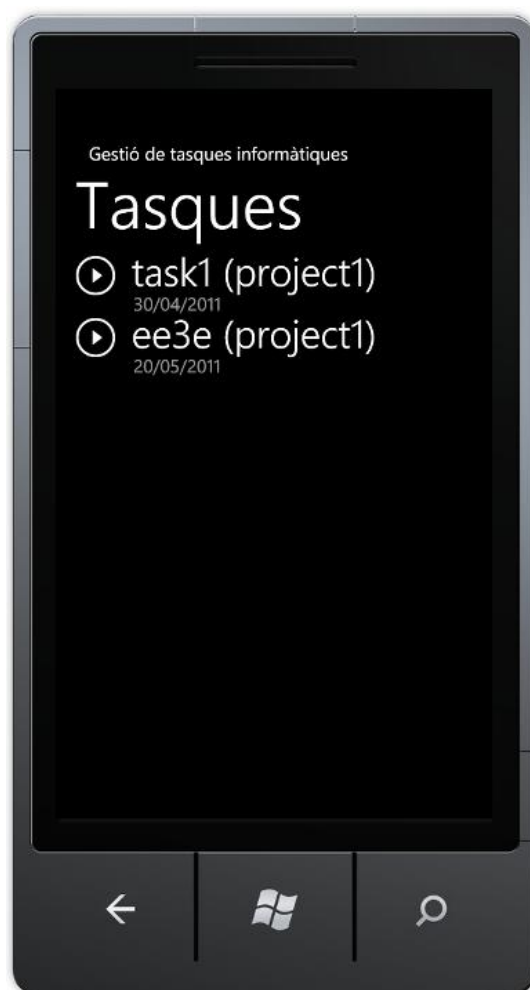 Gestió de tasques informàtiques
Tasques
task1 (project1)
30/04/2011
ee3e (project1)
20/05/2011